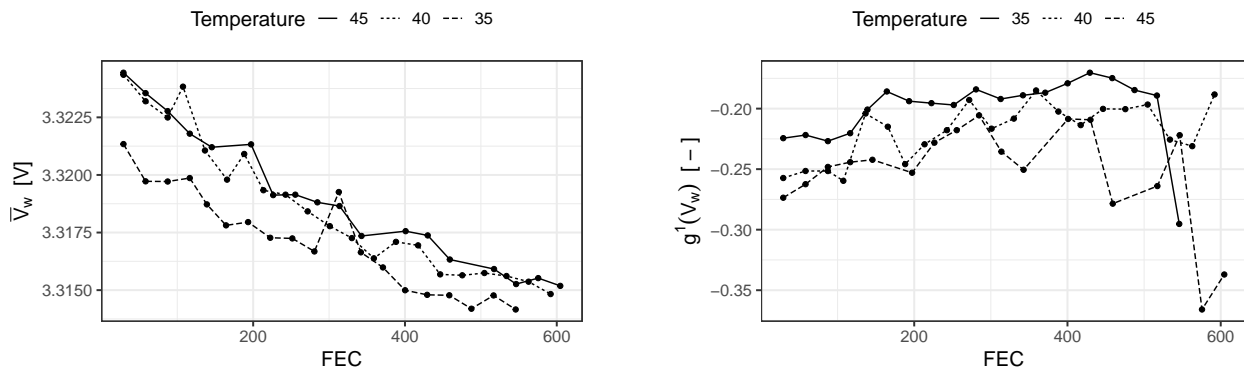 Temperature 45 40 35
3.3225
3.3200
3.3175
3.3150
V̅w [V]
200 400 600
FEC
Temperature 35 40 45
−0.20
−0.25
−0.30
−0.35
g¹(Vw) [−]
200 400 600
FEC